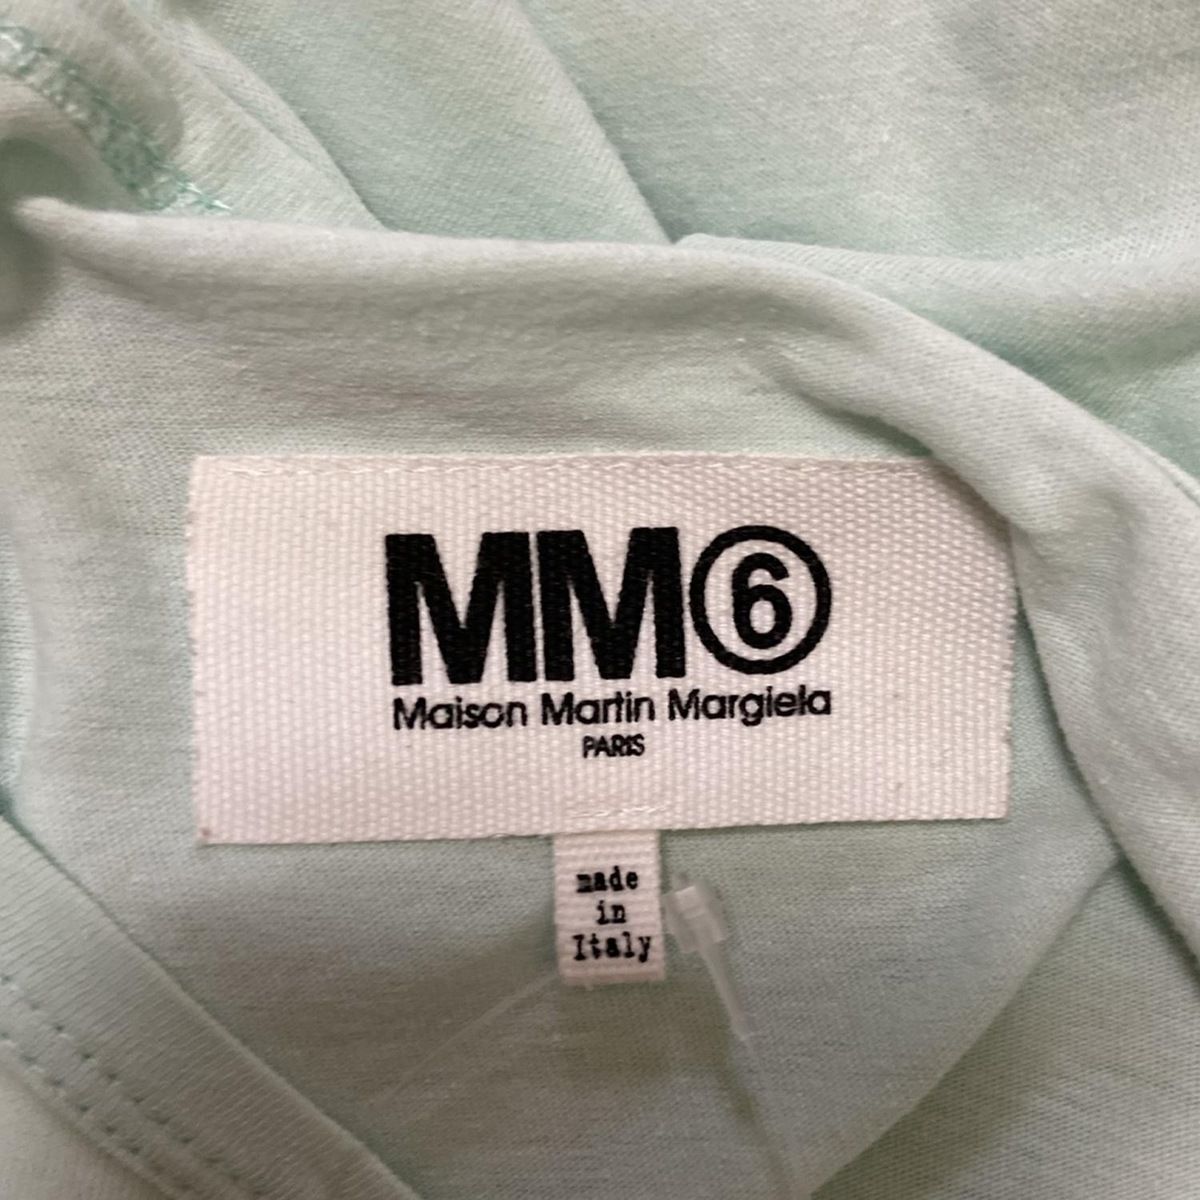 MM⑥
Maison Martin Margiela
PARIS
made
in
Italy